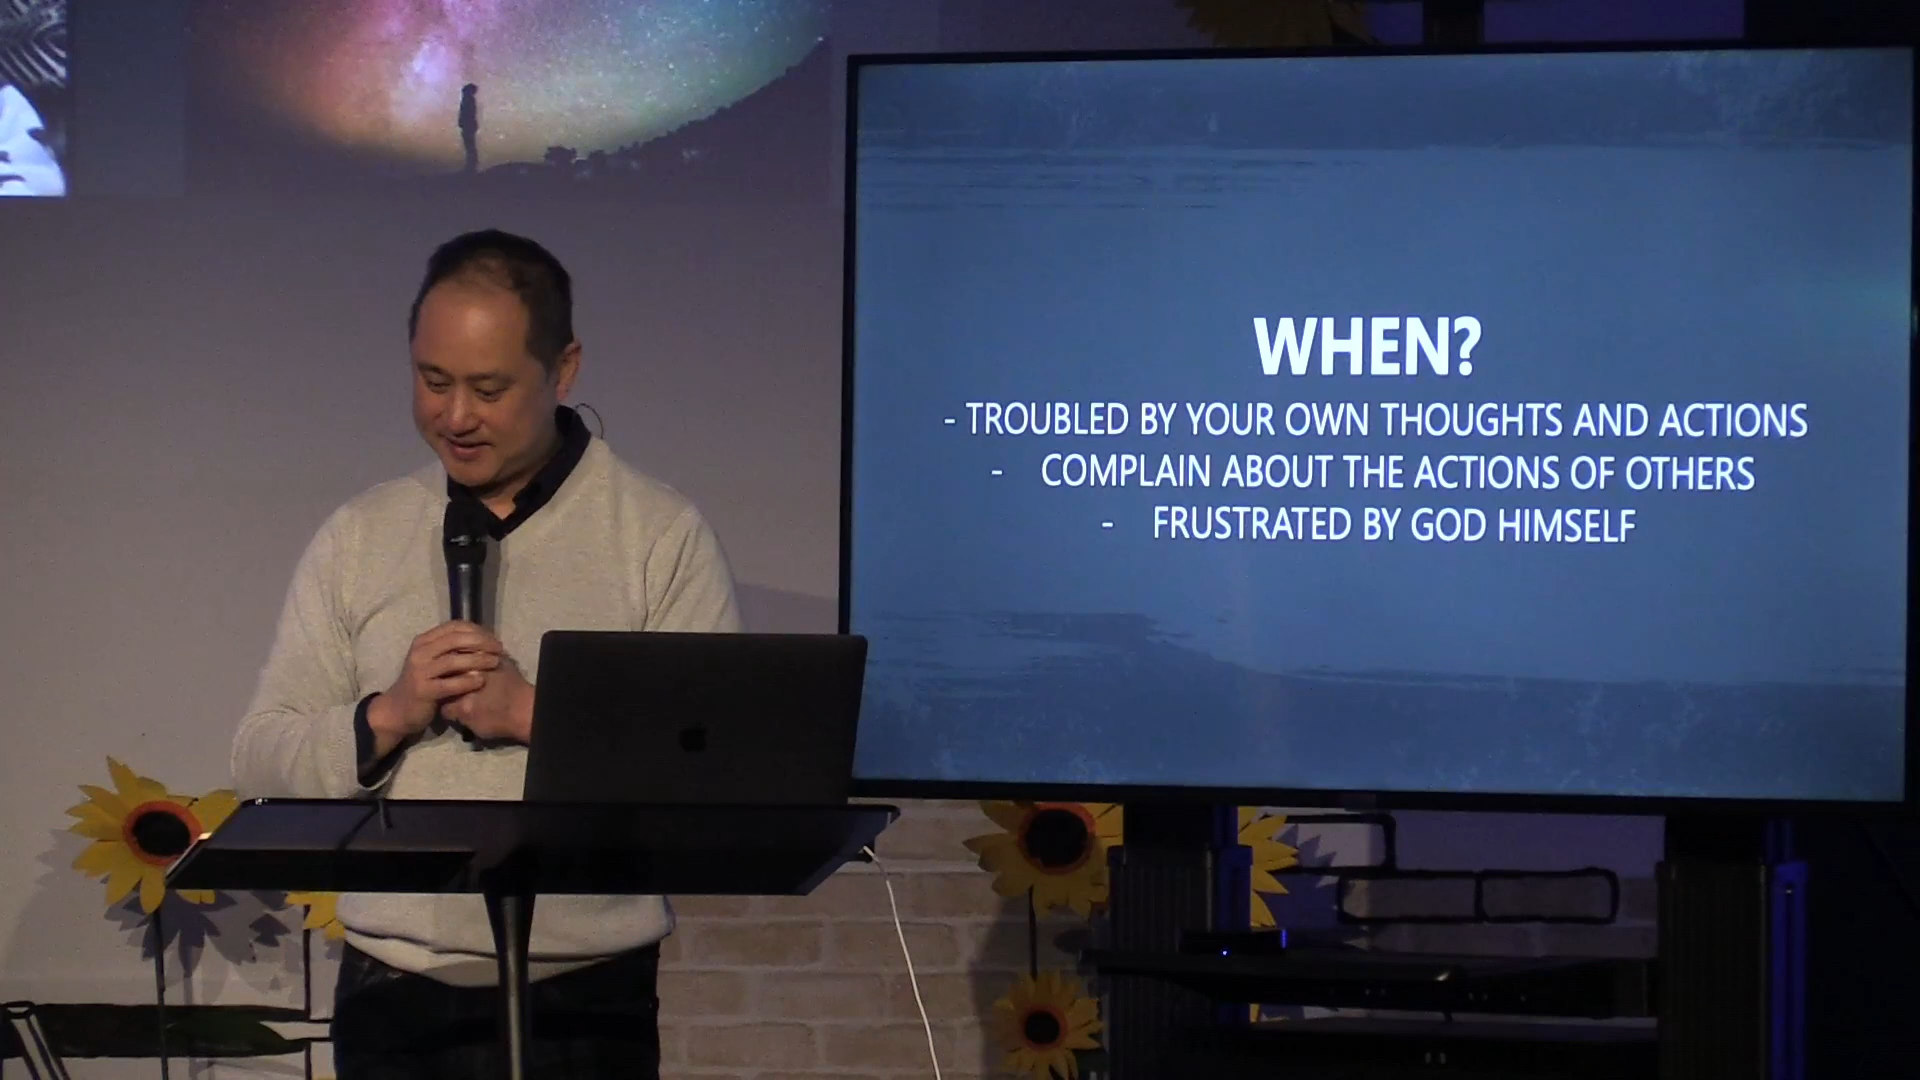 WHEN?
- TROUBLED BY YOUR OWN THOUGHTS AND ACTIONS
- COMPLAIN ABOUT THE ACTIONS OF OTHERS
- FRUSTRATED BY GOD HIMSELF